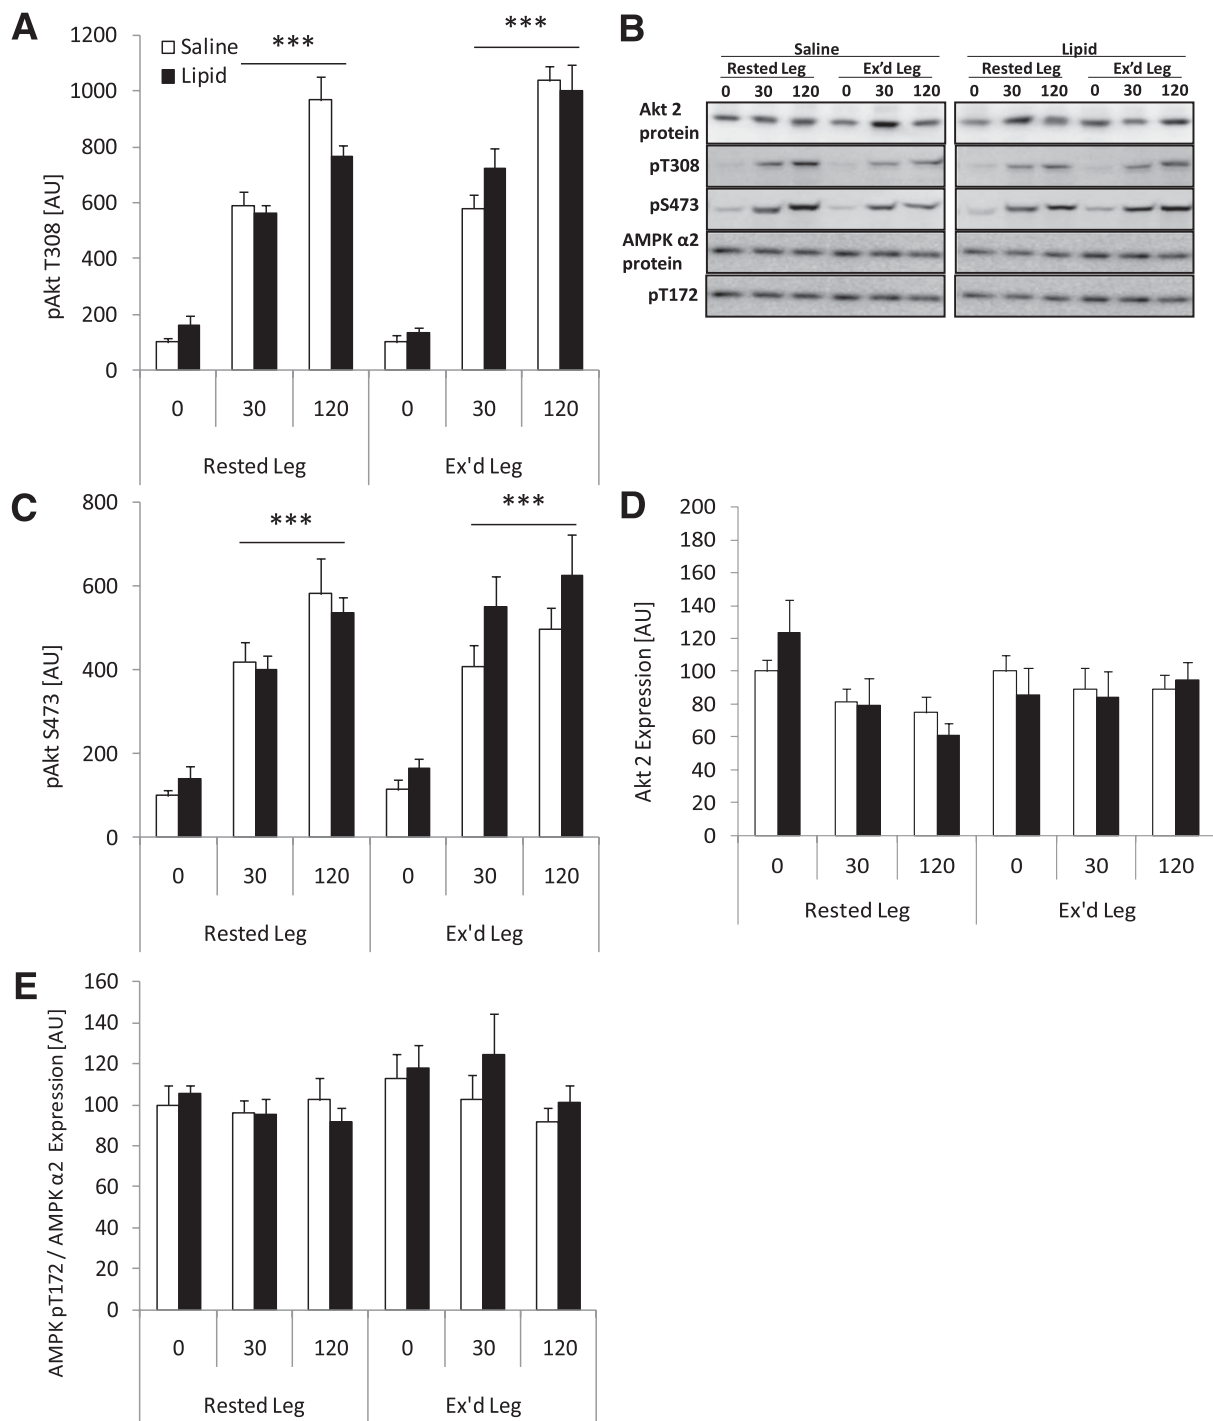 A
1200
1000
800
600
400
200
0
pAkt T308 [AU]
Saline
Lipid
***
***
0 30 120 0 30 120
Rested Leg Ex'd Leg
B
Saline Lipid
Rested Leg Ex'd Leg Rested Leg Ex'd Leg
0 30 120 0 30 120 0 30 120 0 30 120
Akt 2
protein
pT308
pS473
AMPK α2
protein
pT172
C
800
600
400
200
0
pAkt S473 [AU]
***
***
0 30 120 0 30 120
Rested Leg Ex'd Leg
D
200
180
160
140
120
100
80
60
40
20
0
Akt 2 Expression [AU]
0 30 120 0 30 120
Rested Leg Ex'd Leg
E
160
140
120
100
80
60
40
20
0
AMPK pT172 / AMPK α2 Expression [AU]
0 30 120 0 30 120
Rested Leg Ex'd Leg